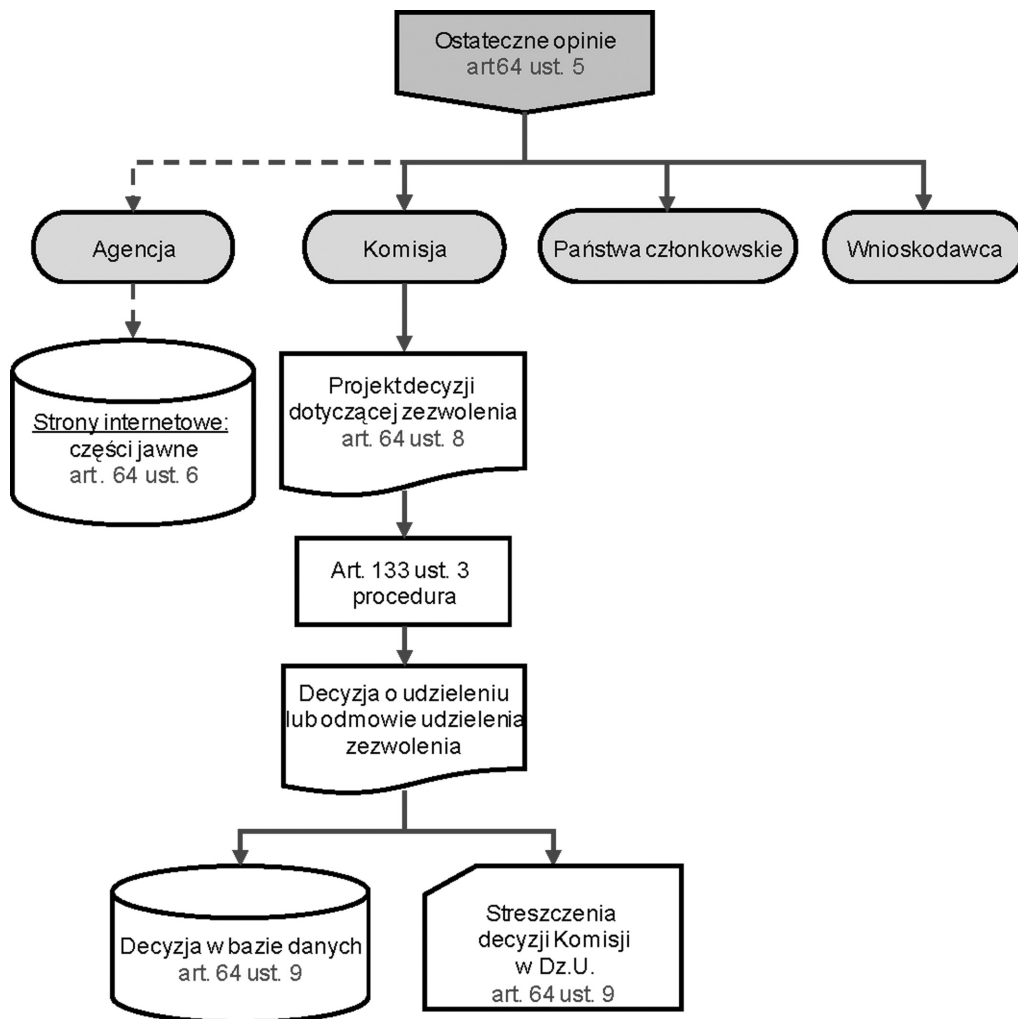 Ostateczne opinie
art64 ust. 5
Agencja
Komisja
Państwa członkowskie
Wnioskodawca
Strony internetowe:
części jawne
art. 64 ust. 6
Projekt decyzji
dotyczącej zezwolenia
art. 64 ust. 8
Art. 133 ust. 3
procedura
Decyzja o udzieleniu
lub odmowie udzielenia
zezwolenia
Decyzja w bazie danych
art. 64 ust. 9
Streszczenia
decyzji Komisji
w Dz.U.
art. 64 ust. 9